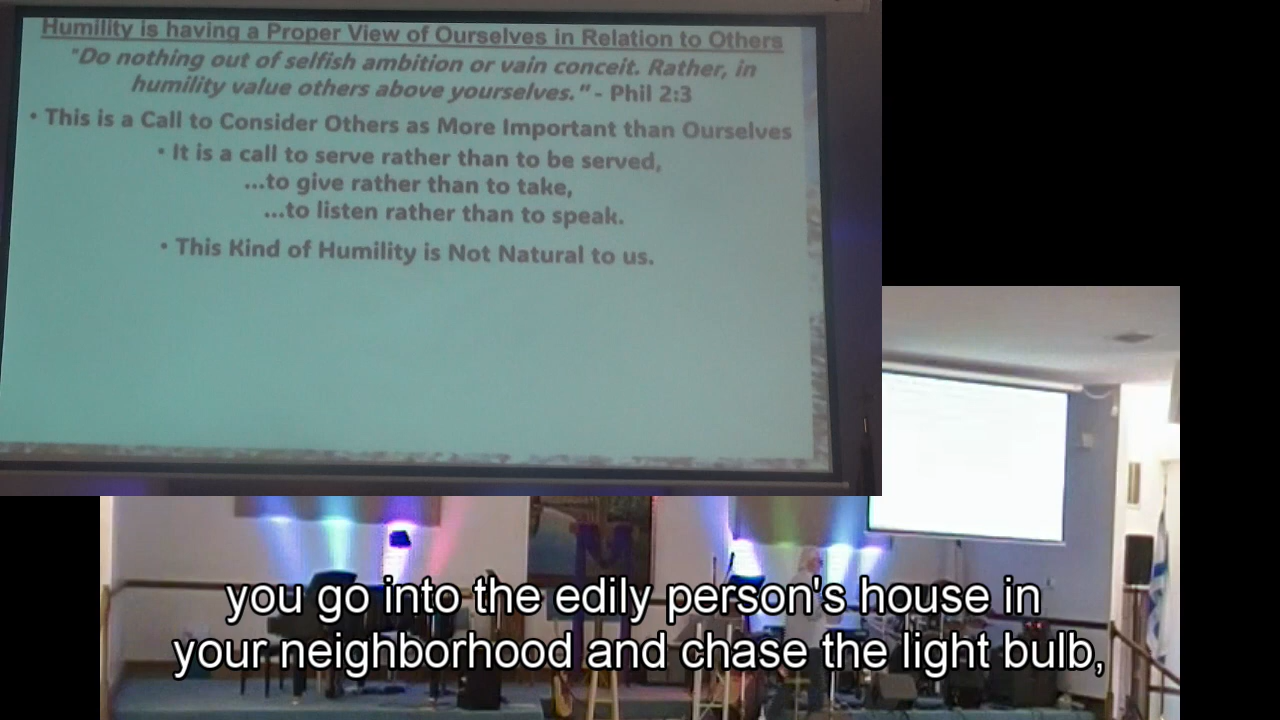 Humility is having a Proper View of Ourselves in Relation to Others
"Do nothing out of selfish ambition or vain conceit. Rather, in
humility value others above yourselves." - Phil 2:3
• This is a Call to Consider Others as More Important than Ourselves
• It is a call to serve rather than to be served,
...to give rather than to take,
...to listen rather than to speak.
• This Kind of Humility is Not Natural to us.
M
you go into the edily person's house in
your neighborhood and chase the light bulb,